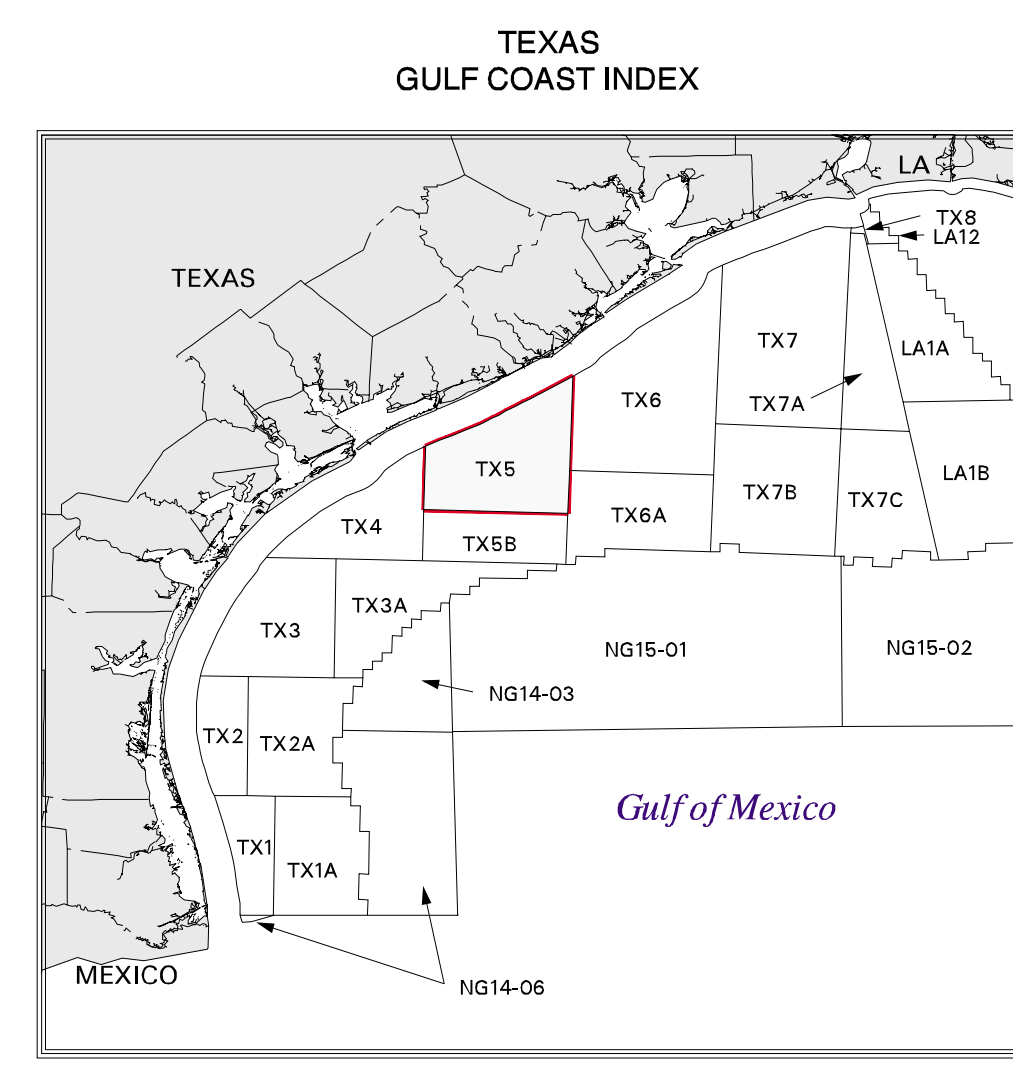 TEXAS
GULF COAST INDEX
LA
TX8
LA12
TEXAS
TX7
LA1A
TX6
TX7A
TX5
LA1B
TX7B
TX7C
TX4
TX6A
TX5B
TX3A
TX3
NG15-01
NG15-02
NG14-03
TX2
TX2A
Gulf of Mexico
TX1
TX1A
MEXICO
NG14-06